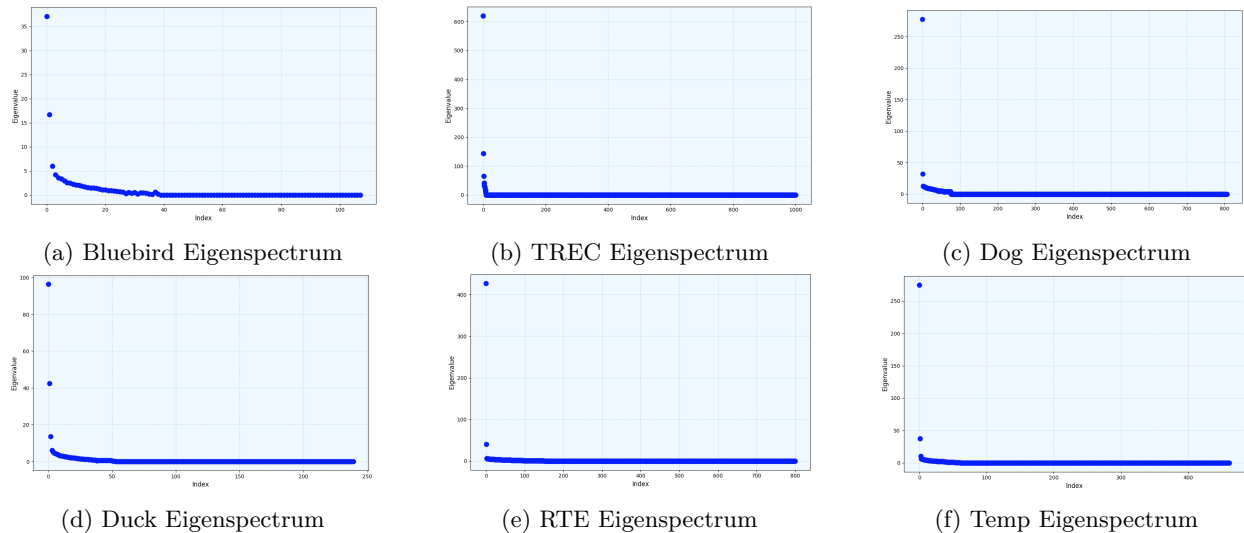 35
30
25
20
15
10
5
0
Eigenvalue
0 20 40 60 80 100
Index
(a) Bluebird Eigenspectrum
600
500
400
300
200
100
0
Eigenvalue
0 200 400 600 800 1000
Index
(b) TREC Eigenspectrum
250
200
150
100
50
0
Eigenvalue
0 100 200 300 400 500 600 700 800
Index
(c) Dog Eigenspectrum
100
80
60
40
20
0
Eigenvalue
0 50 100 150 200 250
Index
(d) Duck Eigenspectrum
400
300
200
100
0
Eigenvalue
0 100 200 300 400 500 600 700 800
Index
(e) RTE Eigenspectrum
250
200
150
100
50
0
Eigenvalue
0 100 200 300 400
Index
(f) Temp Eigenspectrum